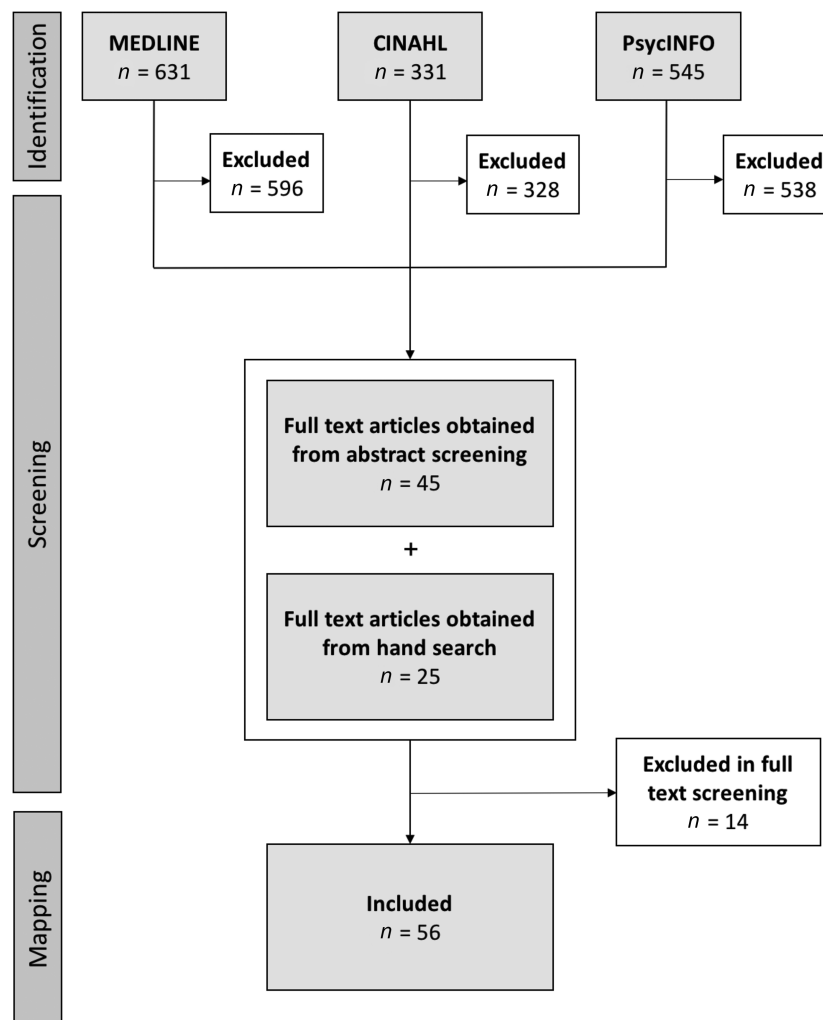 Identification
MEDLINE
n = 631
CINAHL
n = 331
PsycINFO
n = 545
Excluded
n = 596
Excluded
n = 328
Excluded
n = 538
Screening
Full text articles obtained
from abstract screening
n = 45
+
Full text articles obtained
from hand search
n = 25
Excluded in full
text screening
n = 14
Mapping
Included
n = 56